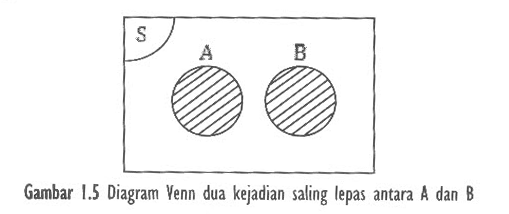 S
A B
Gambar 1.5 Diagram Venn dua kejadian saling lepas antara A dan B